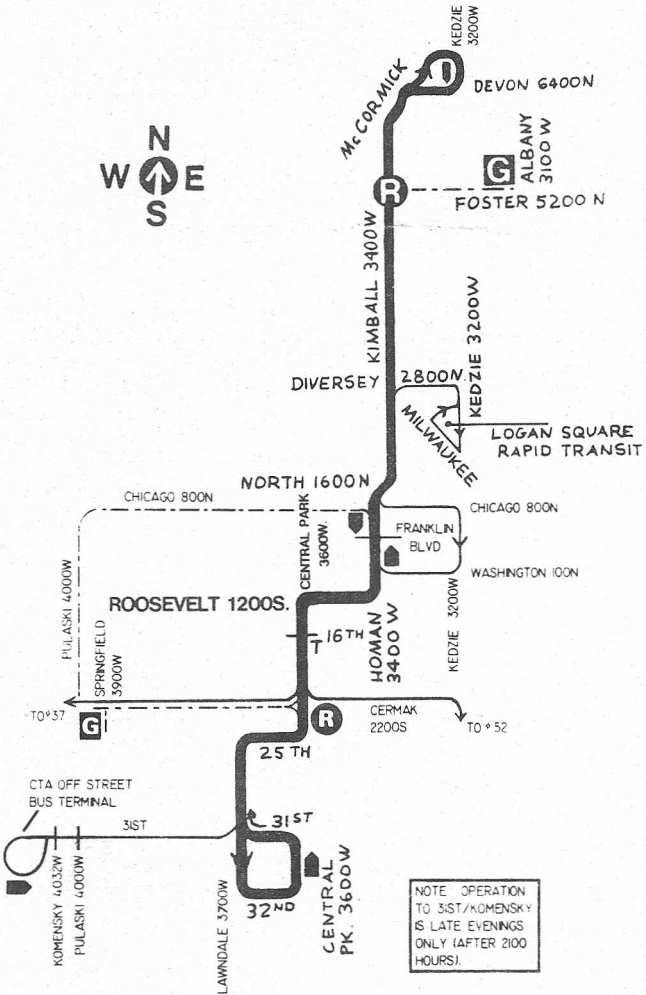 KEDZIE
3200W
McCORMICK
DEVON 6400N
N
W E
S
G
ALBANY
3100W
R
FOSTER 5200 N
KIMBALL 3400W
KEDZIE 3200W
DIVERSEY 2800N.
MILWAUKEE
LOGAN SQUARE
RAPID TRANSIT
NORTH 1600N
CHICAGO 800N
CENTRAL PARK
3600W.
CHICAGO 800N
FRANKLIN
BLVD
WASHINGTON 100N
PULASKI 4000W
ROOSEVELT 1200S.
T 16TH
HOMAN
3400W
KEDZIE 3200W
SPRINGFIELD
3900W
TO #37
G
R
CERMAK
2200S
TO #52
25TH
CTA OFF STREET
BUS TERMINAL
31ST
31ST
KOMENSKY 4032W
PULASKI 4000W
LAWNDALE 3700W
32ND
CENTRAL
PK. 3600W
NOTE OPERATION
TO 31ST/KOMENSKY
IS LATE EVENINGS
ONLY (AFTER 2100
HOURS).